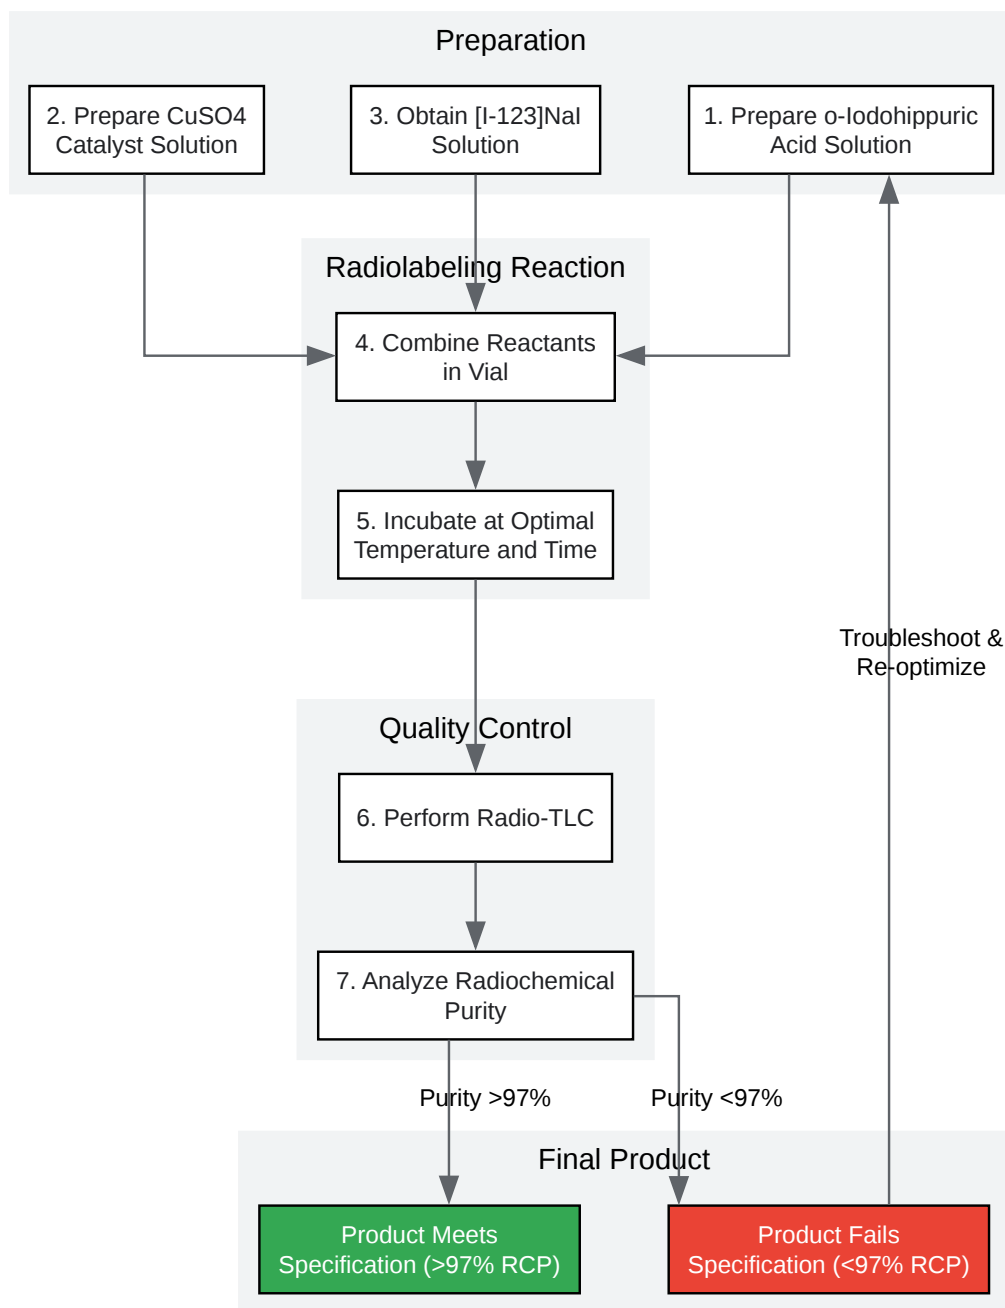 Preparation
2. Prepare CuSO4
Catalyst Solution
3. Obtain [I-123]NaI
Solution
1. Prepare o-Iodohippuric
Acid Solution
Radiolabeling Reaction
4. Combine Reactants
in Vial
5. Incubate at Optimal
Temperature and Time
Troubleshoot &
Re-optimize
Quality Control
6. Perform Radio-TLC
7. Analyze Radiochemical
Purity
Purity >97%
Purity <97%
Final Product
Product Meets
Specification (>97% RCP)
Product Fails
Specification (<97% RCP)